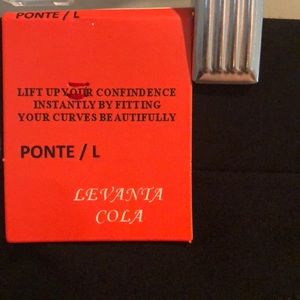 PONTE / L
LIFT UP YOUR CONFINDENCE
INSTANTLY BY FITTING
YOUR CURVES BEAUTIFULLY
PONTE / L
LEVANTA
COLA